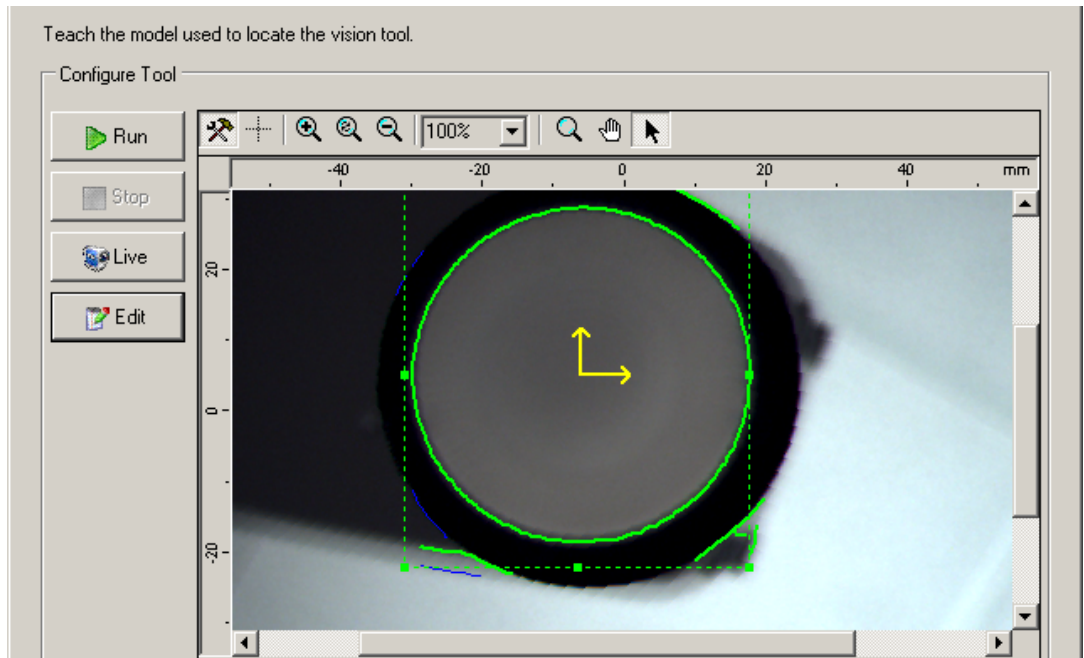 Teach the model used to locate the vision tool.
Configure Tool
Run
100%
-40 -20 0 20 40 mm
Stop
Live
20
Edit
0
-20